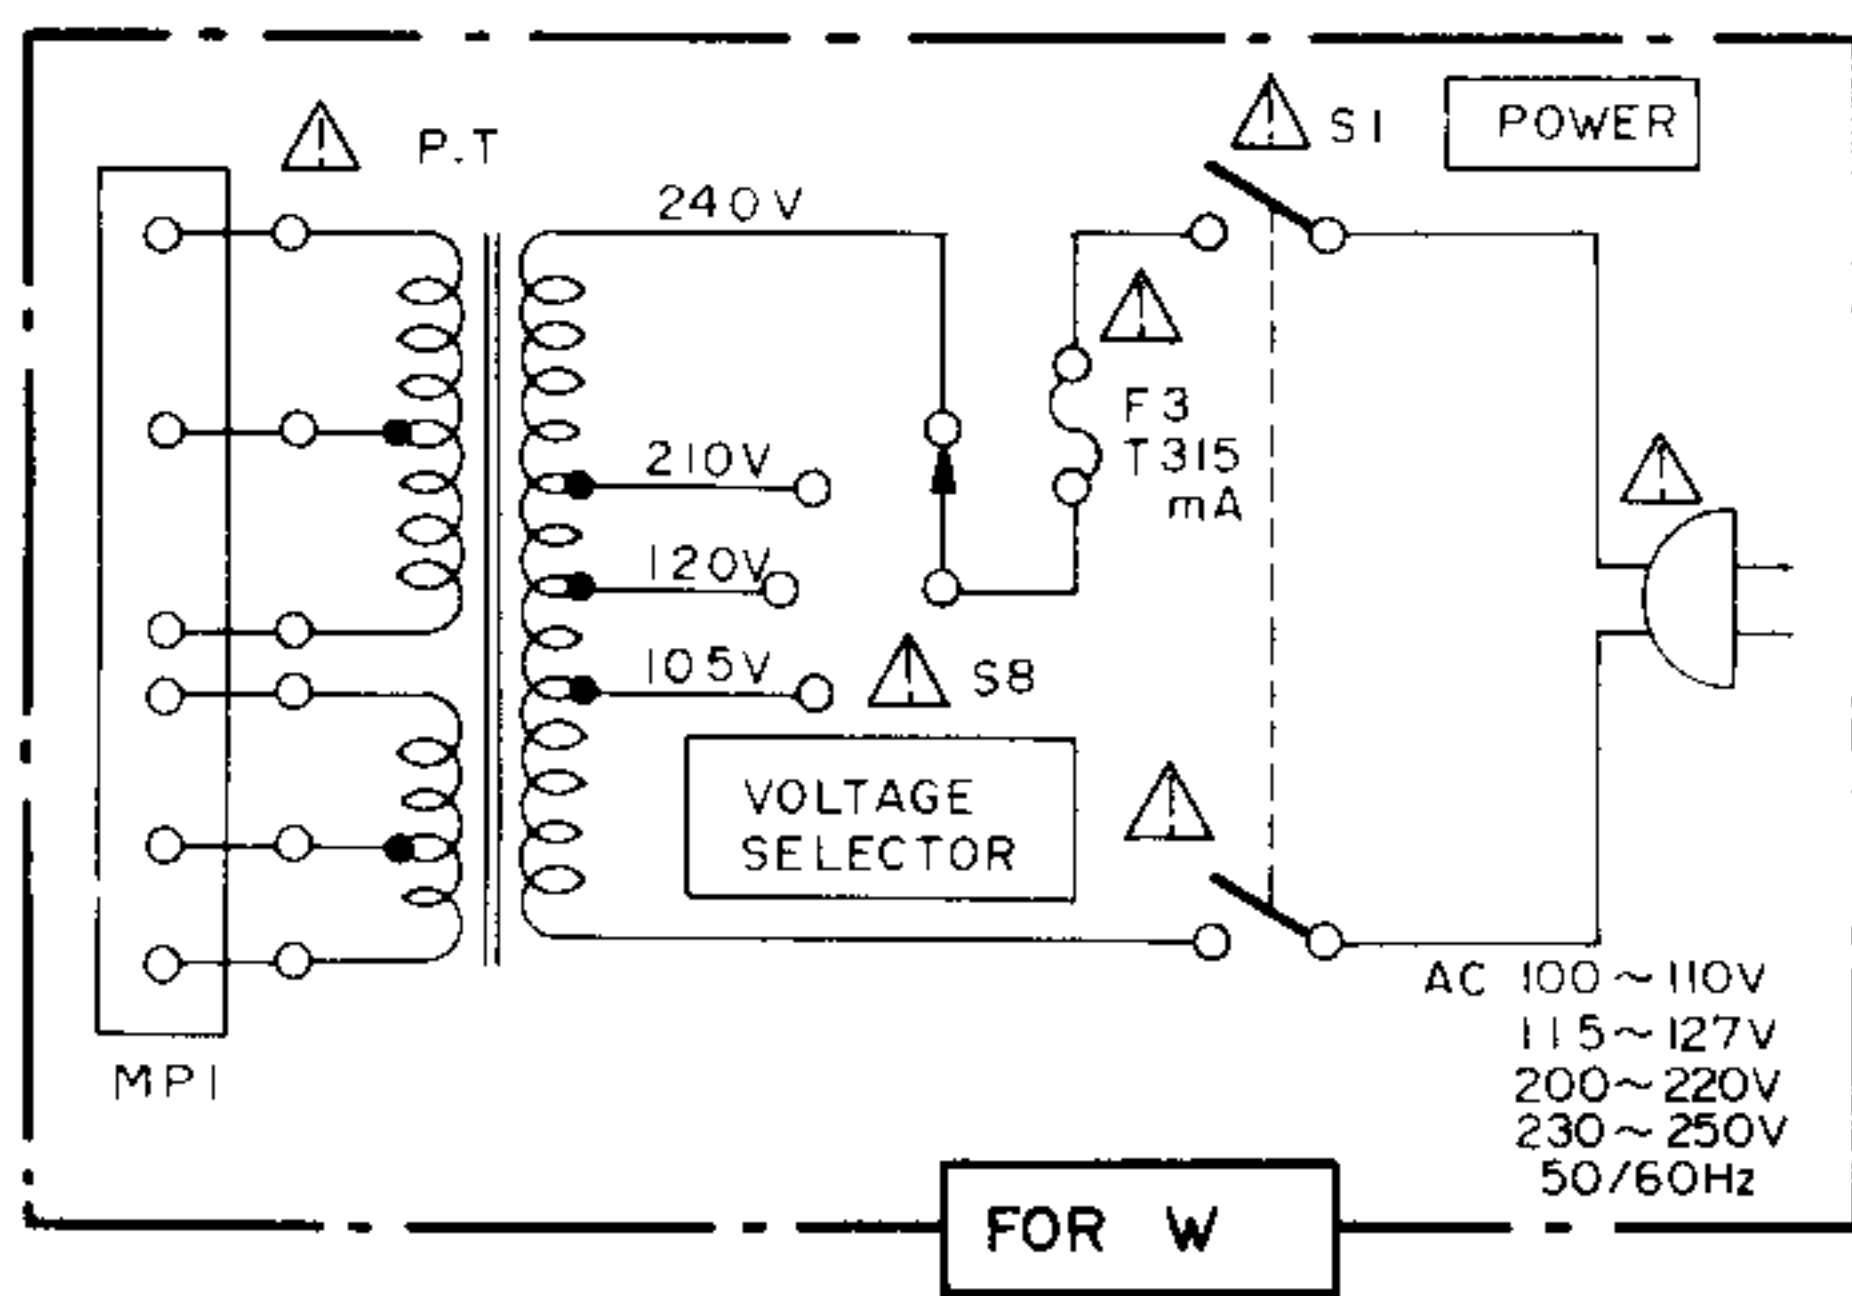 P.T
S1
POWER
240V
F3
T315
mA
210V
120V
105V
S8
VOLTAGE
SELECTOR
MP1
AC 100~110V
115~127V
200~220V
230~250V
50/60Hz
FOR W